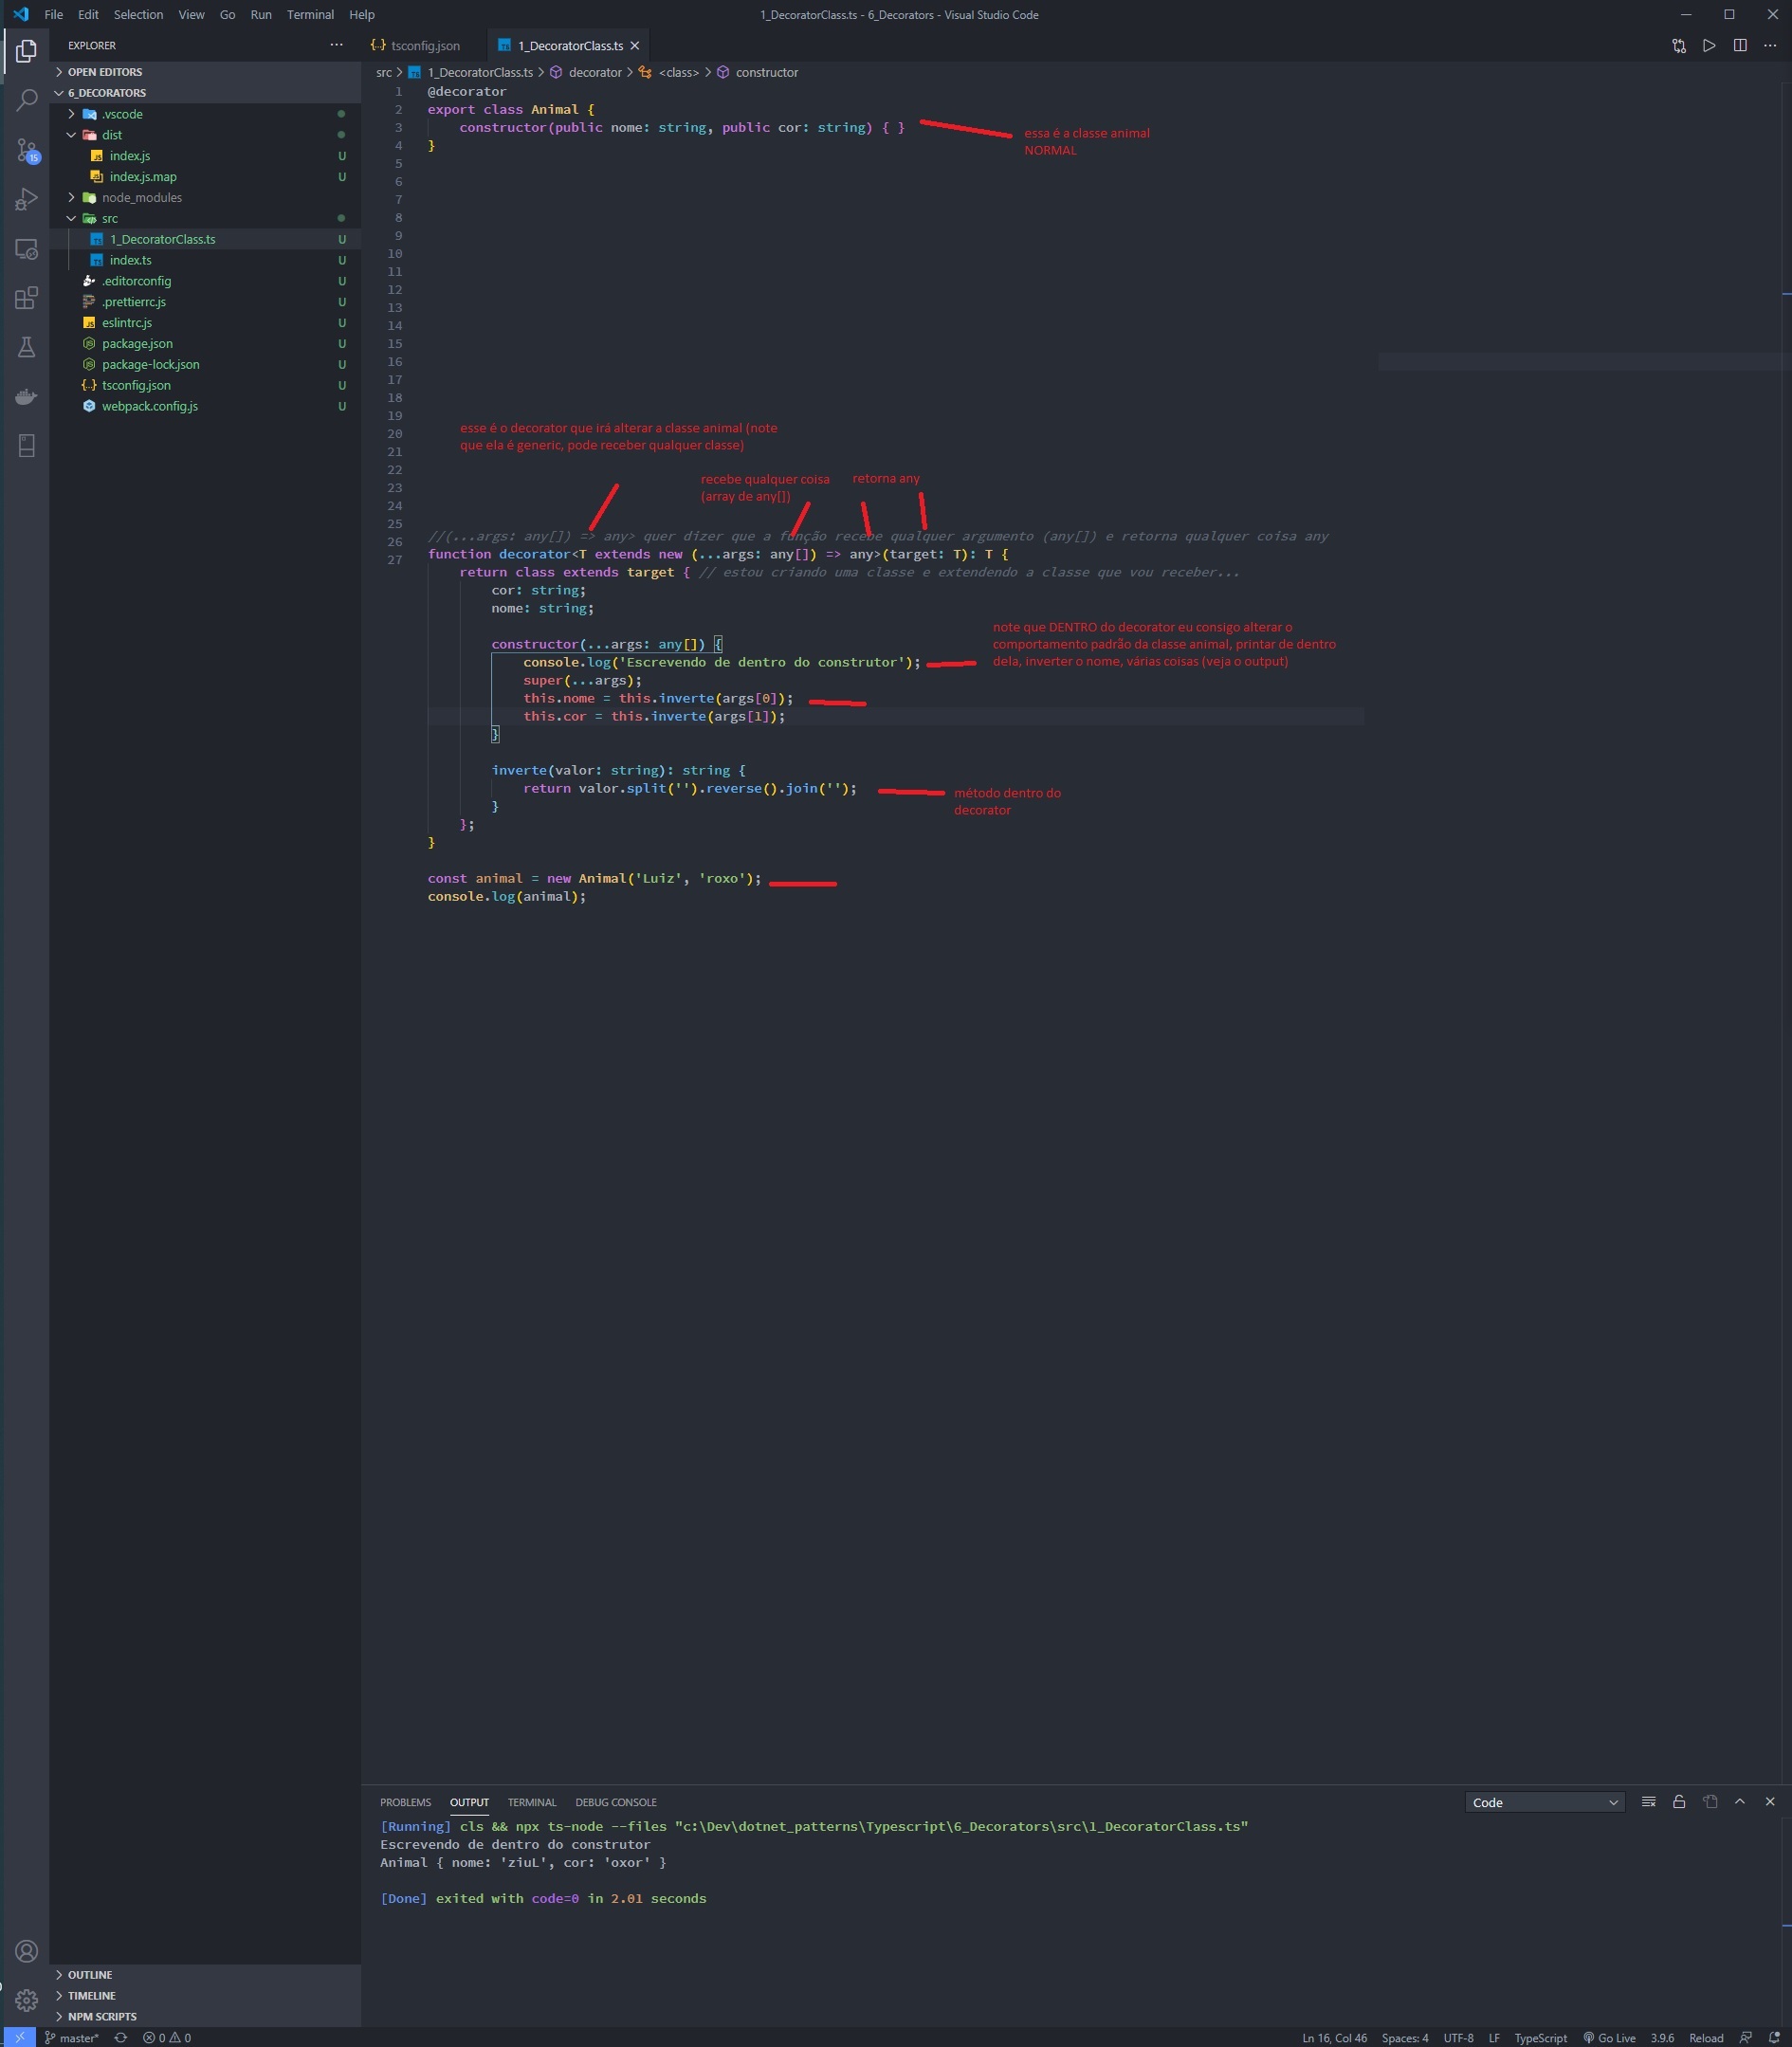 File Edit Selection View Go Run Terminal Help
1_DecoratorClass.ts - 6_Decorators - Visual Studio Code
EXPLORER
OPEN EDITORS
6_DECORATORS
.vscode
dist
index.js U
index.js.map U
node_modules
src
1_DecoratorClass.ts U
index.ts U
.editorconfig U
.prettierrc.js U
eslintrc.js U
package.json U
package-lock.json U
tsconfig.json U
webpack.config.js U
15
OUTLINE
TIMELINE
NPM SCRIPTS
tsconfig.json 1_DecoratorClass.ts
src > 1_DecoratorClass.ts > decorator > <class> > constructor
1 @decorator
2 export class Animal {
3 constructor(public nome: string, public cor: string) { }
4 }
essa é a classe animal
NORMAL
5
6
7
8
9
10
11
12
13
14
15
16
17
18
19
20
21
22
23
24
25
26
27
esse é o decorator que irá alterar a classe animal (note
que ela é generic, pode receber qualquer classe)
recebe qualquer coisa
(array de any[])
retorna any
//(...args: any[]) => any> quer dizer que a função recebe qualquer argumento (any[]) e retorna qualquer coisa any
function decorator<T extends new (...args: any[]) => any>(target: T): T {
return class extends target { // estou criando uma classe e extendendo a classe que vou receber...
cor: string;
nome: string;
constructor(...args: any[]) {
console.log('Escrevendo de dentro do construtor');
super(...args);
this.nome = this.inverte(args[0]);
this.cor = this.inverte(args[1]);
}
note que DENTRO do decorator eu consigo alterar o
comportamento padrão da classe animal, printar de dentro
dela, inverter o nome, várias coisas (veja o output)
inverte(valor: string): string {
return valor.split('').reverse().join('');
}
método dentro do
decorator
};
}
const animal = new Animal('Luiz', 'roxo');
console.log(animal);
PROBLEMS OUTPUT TERMINAL DEBUG CONSOLE
Code
[Running] cls && npx ts-node --files "c:\Dev\dotnet_patterns\Typescript\6_Decorators\src\1_DecoratorClass.ts"
Escrevendo de dentro do construtor
Animal { nome: 'ziuL', cor: 'oxor' }
[Done] exited with code=0 in 2.01 seconds
master* 0 0
Ln 16, Col 46 Spaces: 4 UTF-8 LF TypeScript Go Live 3.9.6 Reload